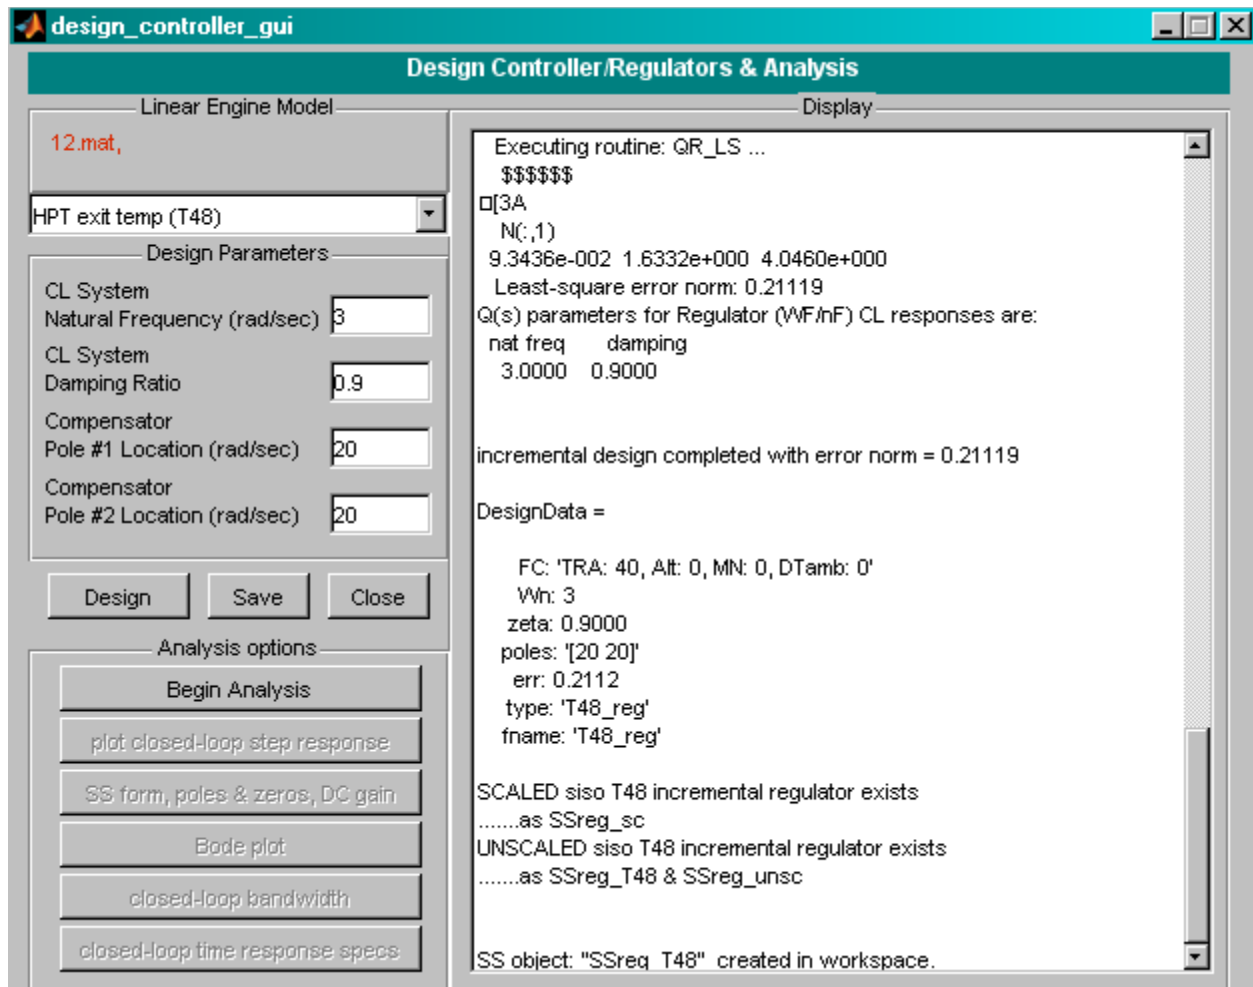 design_controller_gui
Design Controller/Regulators & Analysis
Linear Engine Model
12.mat,
HPT exit temp (T48)
Design Parameters
CL System
Natural Frequency (rad/sec) 3
CL System
Damping Ratio 0.9
Compensator
Pole #1 Location (rad/sec) 20
Compensator
Pole #2 Location (rad/sec) 20
Design Save Close
Analysis options
Begin Analysis
plot closed-loop step response
SS form, poles & zeros, DC gain
Bode plot
closed-loop bandwidth
closed-loop time response specs
Display
Executing routine: QR_LS ...
$$$$$$
□[3A
N(:,1)
9.3436e-002 1.6332e+000 4.0460e+000
Least-square error norm: 0.21119
Q(s) parameters for Regulator (WF/nF) CL responses are:
nat freq damping
3.0000 0.9000
incremental design completed with error norm = 0.21119
DesignData =
FC: 'TRA: 40, Alt: 0, MN: 0, DTamb: 0'
Wn: 3
zeta: 0.9000
poles: '[20 20]'
err: 0.2112
type: 'T48_reg'
fname: 'T48_reg'
SCALED siso T48 incremental regulator exists
.......as SSreg_sc
UNSCALED siso T48 incremental regulator exists
.......as SSreg_T48 & SSreg_unsc
SS object: "SSreg_T48" created in workspace.